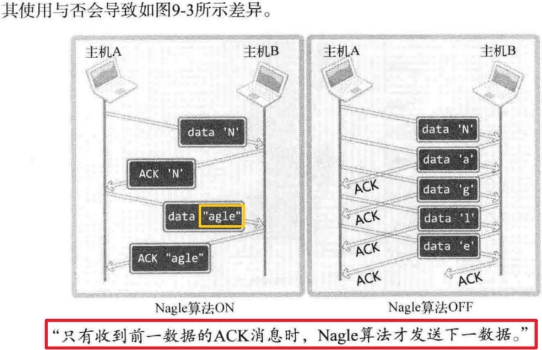 其使用与否会导致如图9-3所示差异。
主机A
主机B
data 'N'
ACK 'N'
data "agle"
ACK "agle"
Nagle算法ON
主机A
主机B
data 'N'
data 'a'
ACK
data 'g'
ACK
data 'l'
ACK
data 'e'
ACK
ACK
ACK
Nagle算法OFF
“只有收到前一数据的ACK消息时，Nagle算法才发送下一数据。”